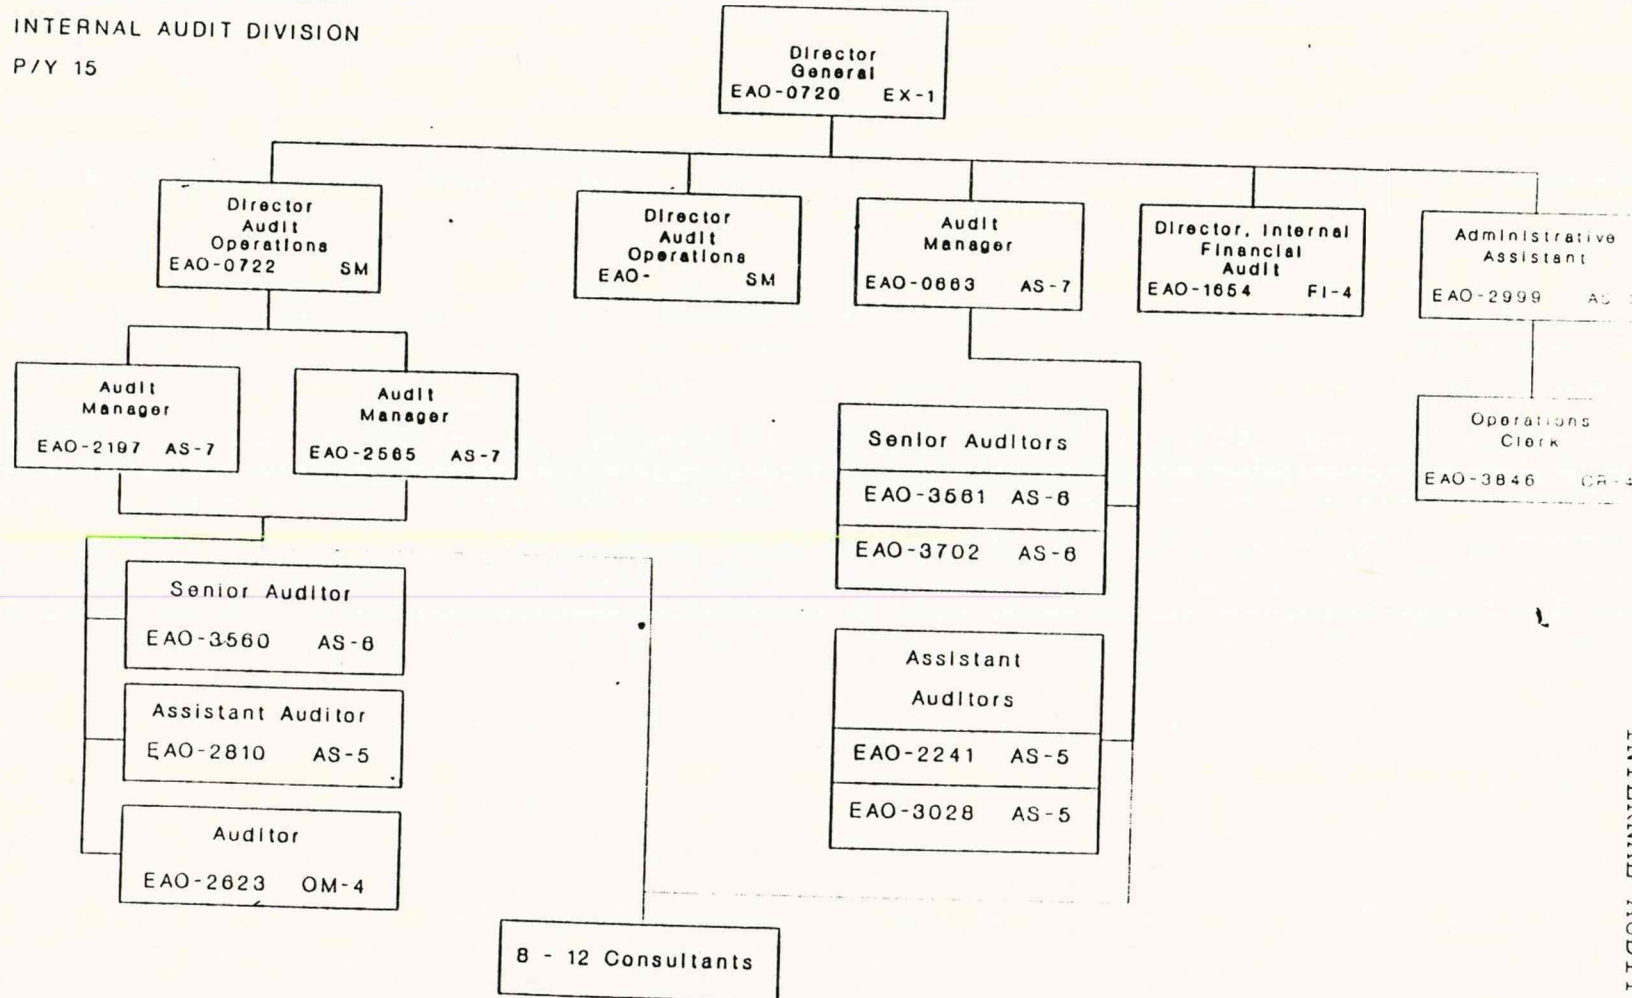 INTERNAL AUDIT DIVISION
P/Y 15
Director
General
EAO-0720 EX-1
Director
Audit
Operations
EAO-0722 SM
Director
Audit
Operations
EAO- SM
Audit
Manager
EAO-0663 AS-7
Director, Internal
Financial
Audit
EAO-1654 FI-4
Administrative
Assistant
EAO-2999 AS
Audit
Manager
EAO-2197 AS-7
Audit
Manager
EAO-2565 AS-7
Senior Auditors
EAO-3561 AS-6
EAO-3702 AS-6
Operations
Clerk
EAO-3846 CR-4
Senior Auditor
EAO-3560 AS-6
Assistant Auditor
EAO-2810 AS-5
Auditor
EAO-2623 OM-4
Assistant
Auditors
EAO-2241 AS-5
EAO-3028 AS-5
8 - 12 Consultants